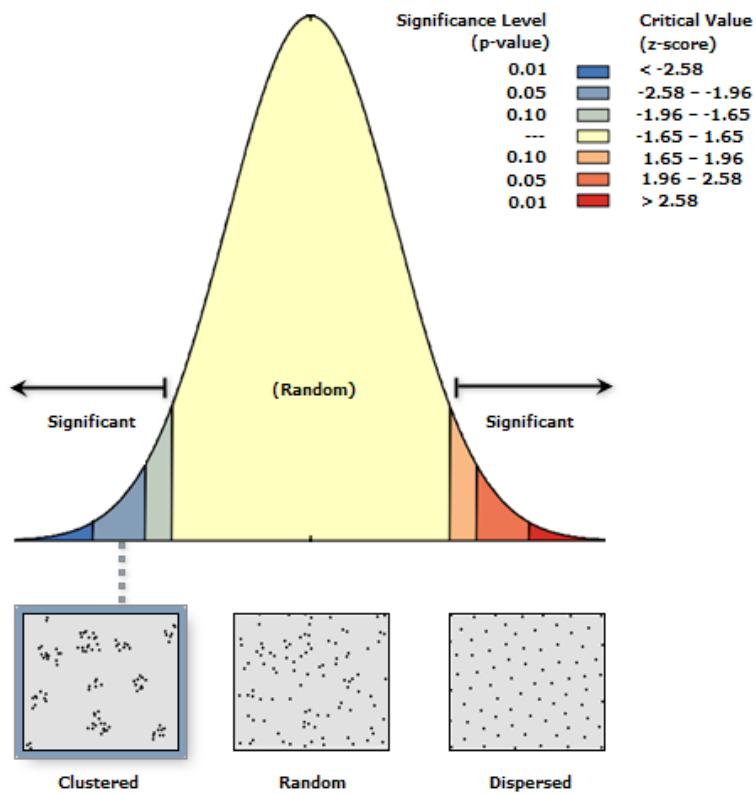 Significance Level Critical Value
(p-value) (z-score)
0.01 < -2.58
0.05 -2.58 – -1.96
0.10 -1.96 – -1.65
--- -1.65 – 1.65
0.10 1.65 – 1.96
0.05 1.96 – 2.58
0.01 > 2.58
(Random)
Significant Significant
Clustered Random Dispersed